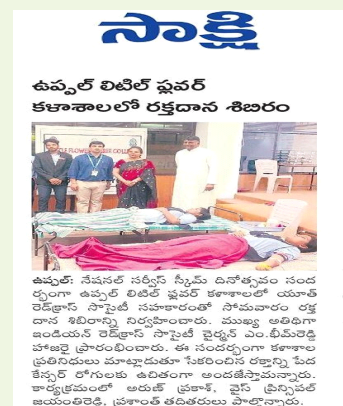 సాక్షి
ఉప్పల్ లిటిల్ ఫ్లవర్
కళాశాలలో రక్తదాన శిబిరం
ఉప్పల్: నేషనల్ సర్వీస్ స్కీమ్ దినోత్సవం సంద
ర్భంగా ఉప్పల్ లిటిల్ ఫ్లవర్ కళాశాలలో యూత్
రెడ్‌క్రాస్ సొసైటీ సహకారంతో సోమవారం రక్త
దాన శిబిరాన్ని నిర్వహించారు. ముఖ్య అతిథిగా
ఇండియన్ రెడ్‌క్రాస్ సొసైటీ చైర్మన్ ఎం.భీమ్‌రెడ్డి
హాజరై ప్రారంభించారు. ఈ సందర్భంగా కళాశాల
ప్రతినిధులు మాట్లాడుతూ సేకరించిన రక్తాన్ని పేద
కేన్సర్ రోగులకు ఉచితంగా అందజేస్తామన్నారు.
కార్యక్రమంలో అరుణ్ ప్రకాశ్, వైస్ ప్రిన్సిపల్
జయంతిరెడ్డి, ప్రశాంత్ తదితరులు పాల్గొన్నారు.